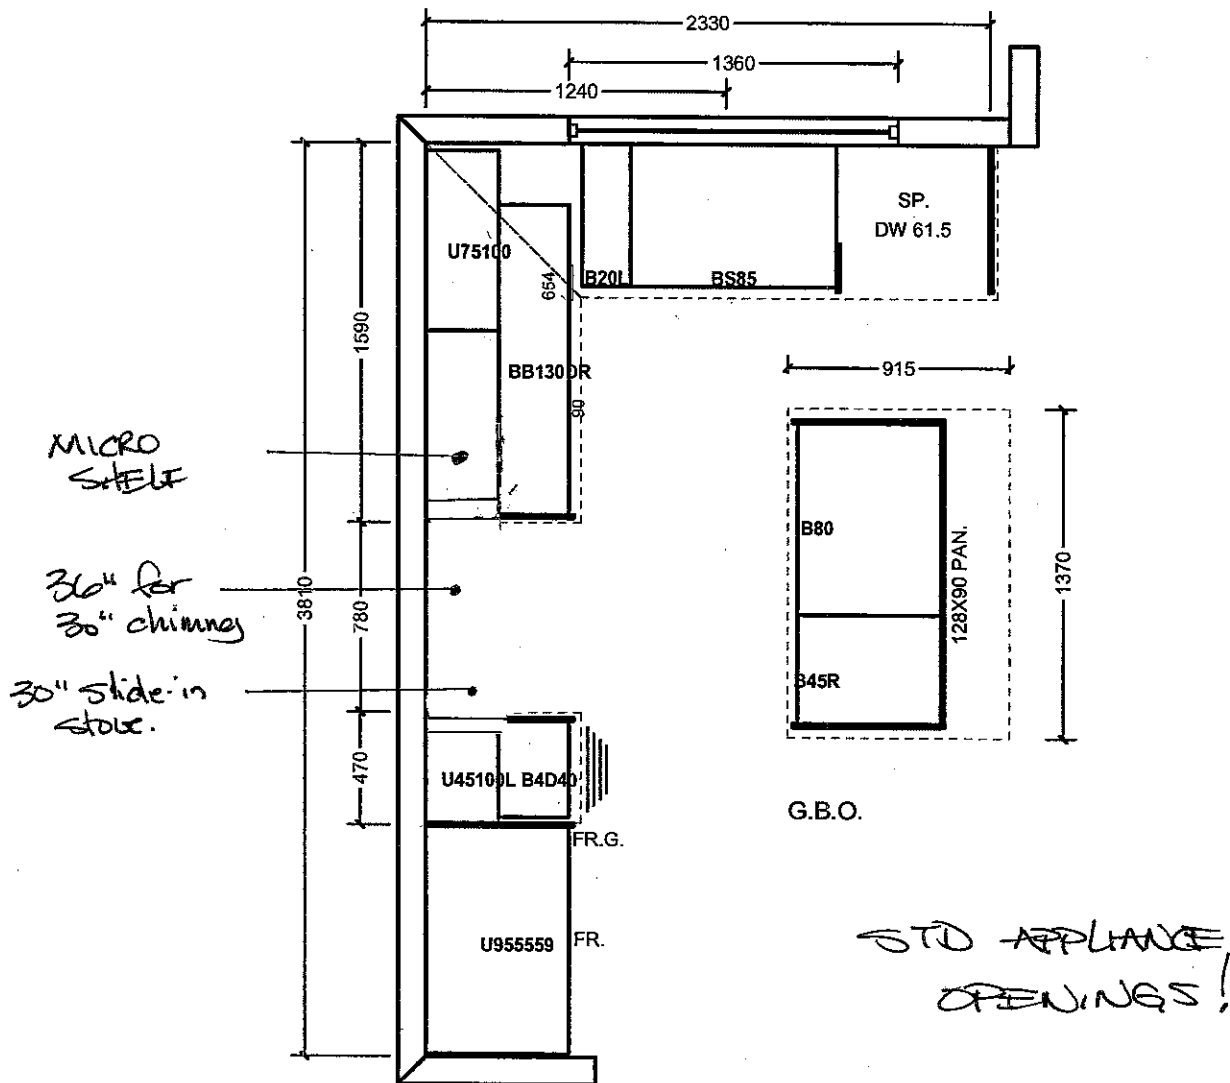 2330
1360
1240
SP.
DW 61.5
U75100
B20L
BS85
654
1590
BB130DR
90
915
MICRO
SHELF
B80
128X90 PAN.
1370
36" for
30" chimney
3810
780
30" slide-in
stove.
B45R
470
U45100L B4D40
G.B.O.
FR.G.
U955559
FR.
STD APPLIANCE
OPENINGS!